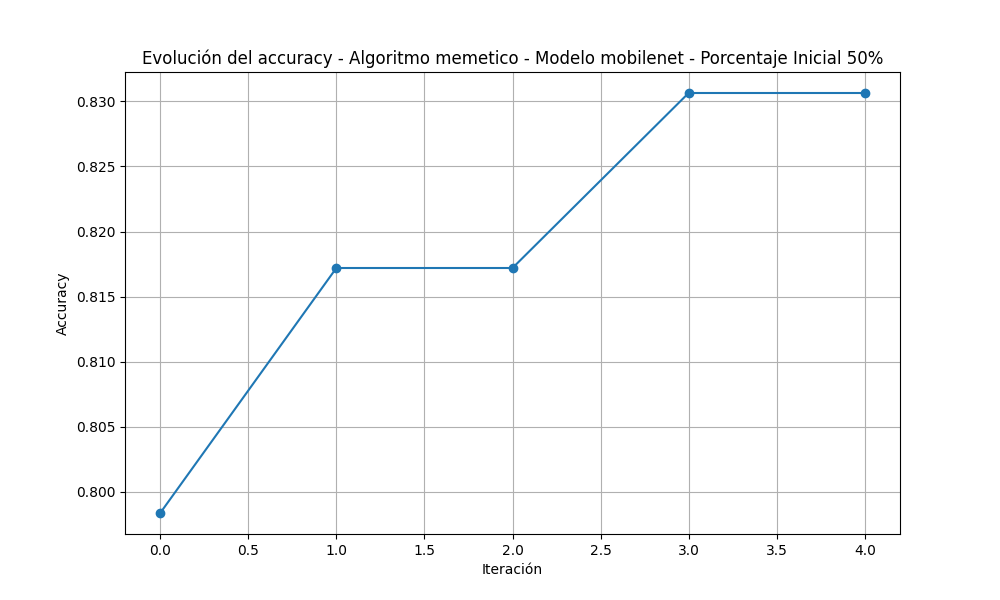 Evolución del accuracy - Algoritmo memetico - Modelo mobilenet - Porcentaje Inicial 50%
0.830
0.825
0.820
0.815
0.810
0.805
0.800
Accuracy
0.0 0.5 1.0 1.5 2.0 2.5 3.0 3.5 4.0
Iteración